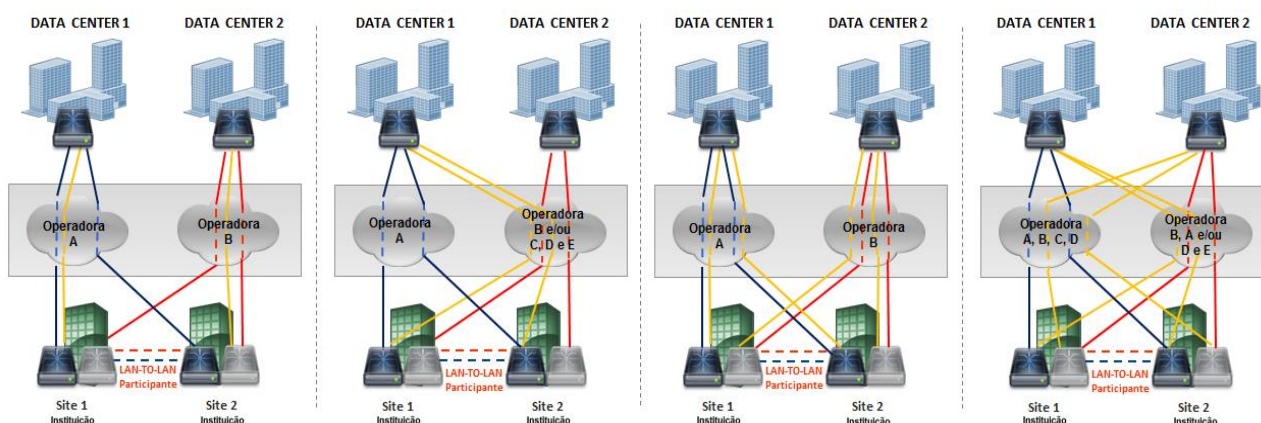 DATA CENTER 1
DATA CENTER 2
Operadora
A
Operadora
B
LAN-TO-LAN
Participante
Site 1
Instituição
Site 2
Instituição
DATA CENTER 1
DATA CENTER 2
Operadora
A
Operadora
B e/ou
C, D e E
LAN-TO-LAN
Participante
Site 1
Instituição
Site 2
Instituição
DATA CENTER 1
DATA CENTER 2
Operadora
A
Operadora
B
LAN-TO-LAN
Participante
Site 1
Instituição
Site 2
Instituição
DATA CENTER 1
DATA CENTER 2
Operadora
A, B, C, D
Operadora
B, A e/ou
D e E
LAN-TO-LAN
Participante
Site 1
Instituição
Site 2
Instituição